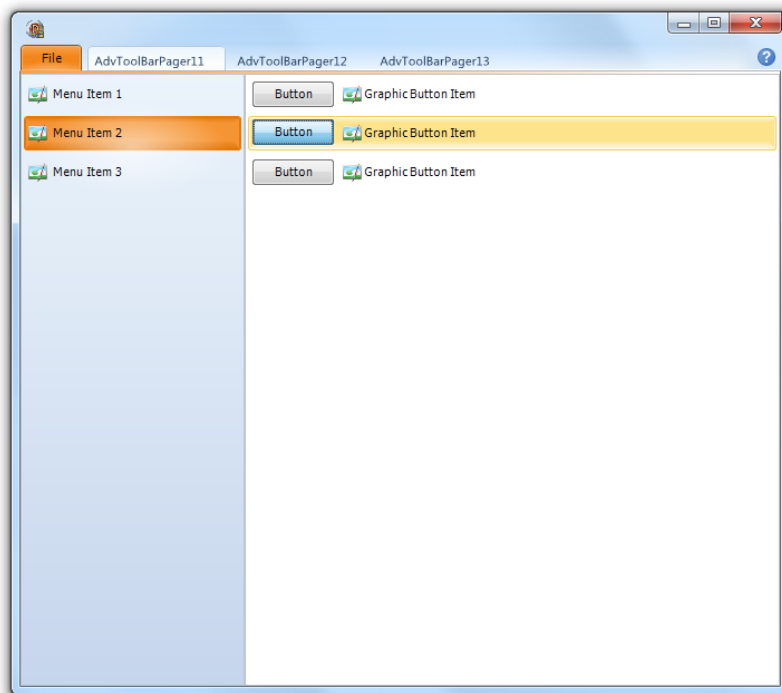 File AdvToolBarPager11 AdvToolBarPager12 AdvToolBarPager13 ?
Menu Item 1 Button Graphic Button Item
Menu Item 2 Button Graphic Button Item
Menu Item 3 Button Graphic Button Item